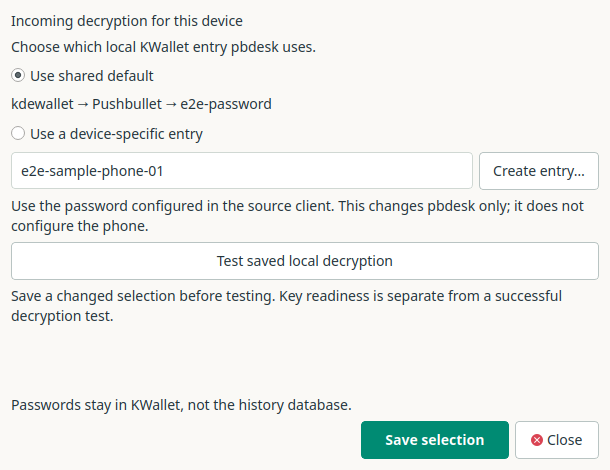 Incoming decryption for this device
Choose which local KWallet entry pbdesk uses.
Use shared default
kdewallet → Pushbullet → e2e-password
Use a device-specific entry
e2e-sample-phone-01
Create entry...
Use the password configured in the source client. This changes pbdesk only; it does not
configure the phone.
Test saved local decryption
Save a changed selection before testing. Key readiness is separate from a successful
decryption test.
Passwords stay in KWallet, not the history database.
Save selection
Close